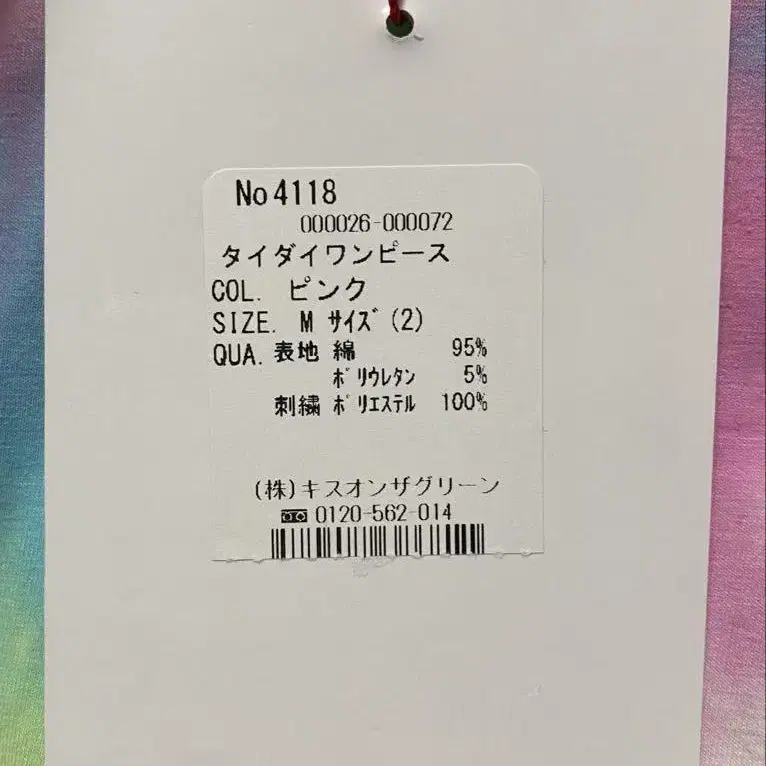 No 4118
000026-000072
タイダイワンピース
COL. ピンク
SIZE. M ｻｲｽﾞ(2)
QUA. 表地 綿 95%
ﾎﾟﾘｳﾚﾀﾝ 5%
刺繍 ﾎﾟﾘｴｽﾃﾙ 100%
(株)キスオンザグリーン
0120-562-014